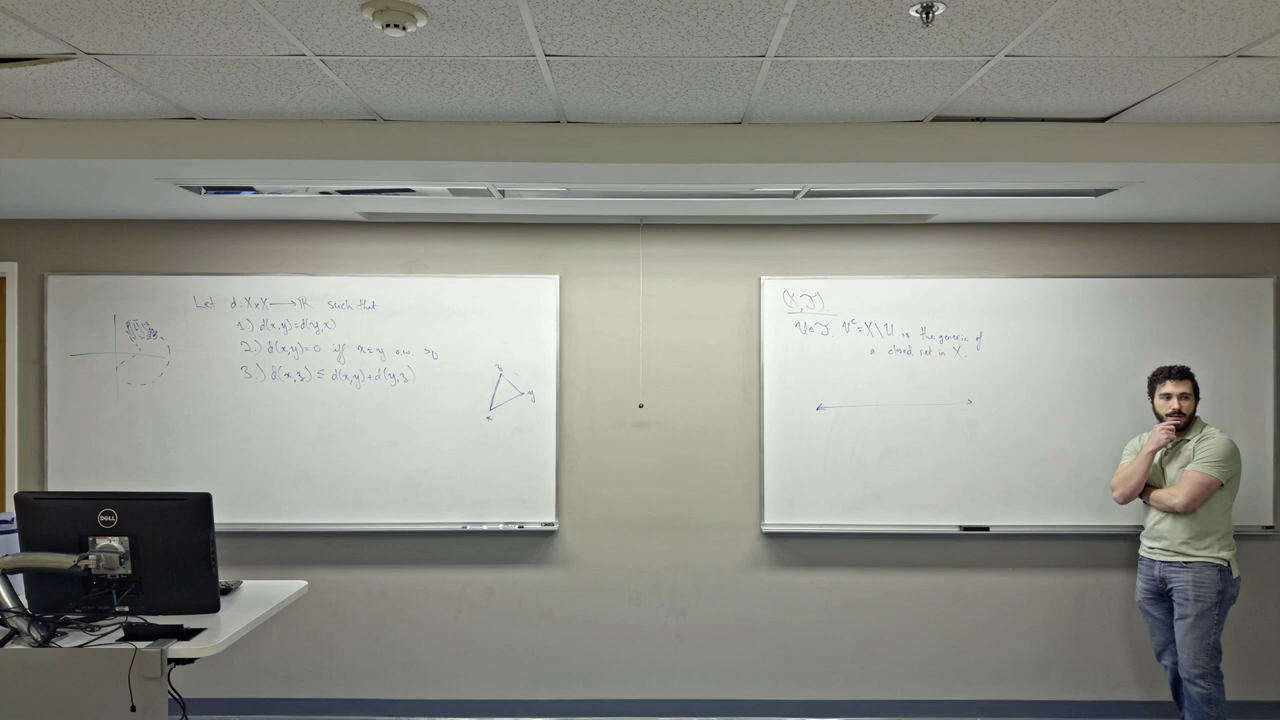 Let d: X×X ⟶ ℝ such that
1.) d(x,y)=d(y,x)
2.) d(x,y)=0 iff x=y o.w. >0
3.) d(x,z) ≤ d(x,y)+d(y,z)
z
y
x
DELL
(X,𝒯)
U∈𝒯 U^c=X\U is the generic of
a closed set in X.